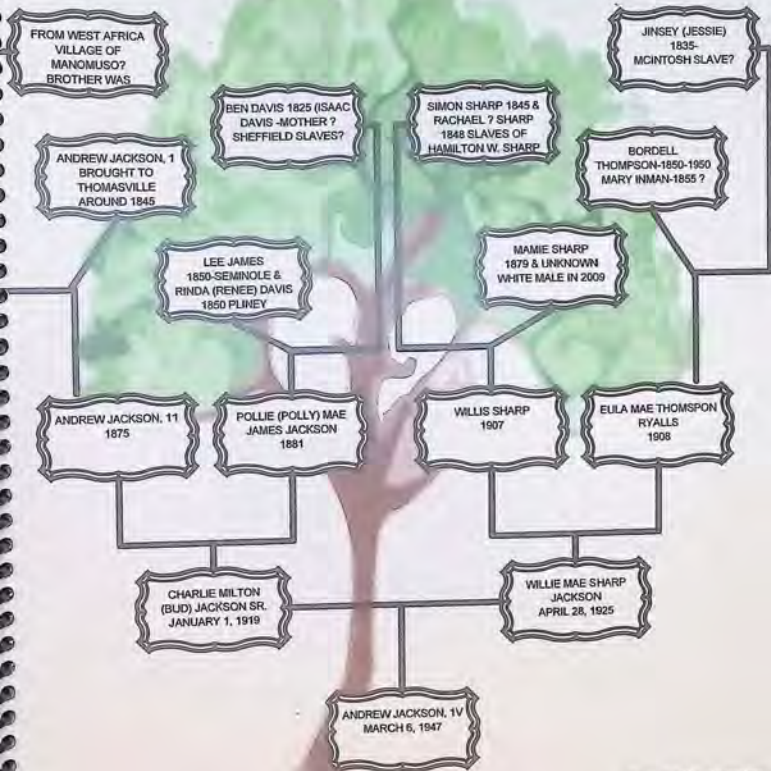 FROM WEST AFRICA
VILLAGE OF
MANOMUSO?
BROTHER WAS
JINSEY (JESSIE)
1835-
MCINTOSH SLAVE?
BEN DAVIS 1825 (ISAAC
DAVIS -MOTHER ?
SHEFFIELD SLAVES?
SIMON SHARP 1845 &
RACHAEL ? SHARP
1848 SLAVES OF
HAMILTON W. SHARP
ANDREW JACKSON, 1
BROUGHT TO
THOMASVILLE
AROUND 1845
BORDELL
THOMPSON-1850-1950
MARY INMAN-1855 ?
LEE JAMES
1850-SEMINOLE &
RINDA (RENEE) DAVIS
1850 PLINEY
MAMIE SHARP
1879 & UNKNOWN
WHITE MALE IN 2009
ANDREW JACKSON, 11
1875
POLLIE (POLLY) MAE
JAMES JACKSON
1881
WILLIS SHARP
1907
EULA MAE THOMSPON
RYALLS
1908
CHARLIE MILTON
(BUD) JACKSON SR.
JANUARY 1, 1919
WILLIE MAE SHARP
JACKSON
APRIL 28, 1925
ANDREW JACKSON, 1V
MARCH 6, 1947